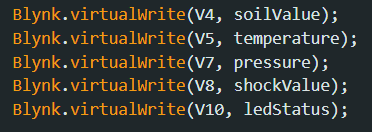 Blynk.virtualWrite(V4, soilValue);
Blynk.virtualWrite(V5, temperature);
Blynk.virtualWrite(V7, pressure);
Blynk.virtualWrite(V8, shockValue);
Blynk.virtualWrite(V10, ledStatus);